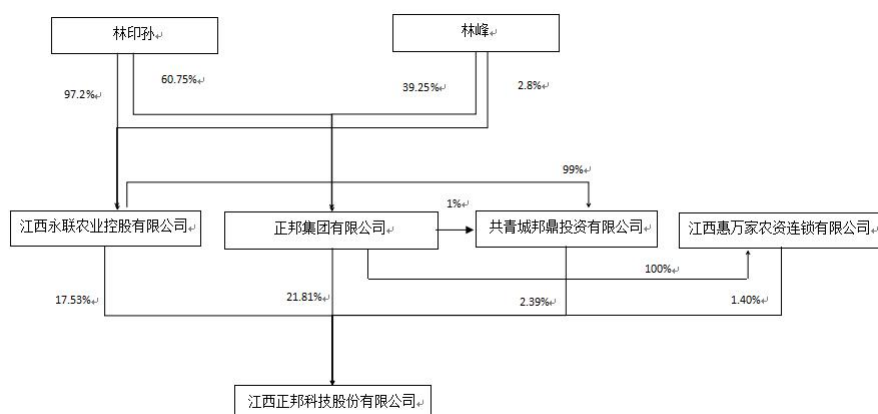 林印孙
林峰
60.75%
39.25%
2.8%
97.2%
99%
1%
江西永联农业控股有限公司
正邦集团有限公司
共青城邦鼎投资有限公司
江西惠万家农资连锁有限公司
100%
17.53%
21.81%
2.39%
1.40%
江西正邦科技股份有限公司